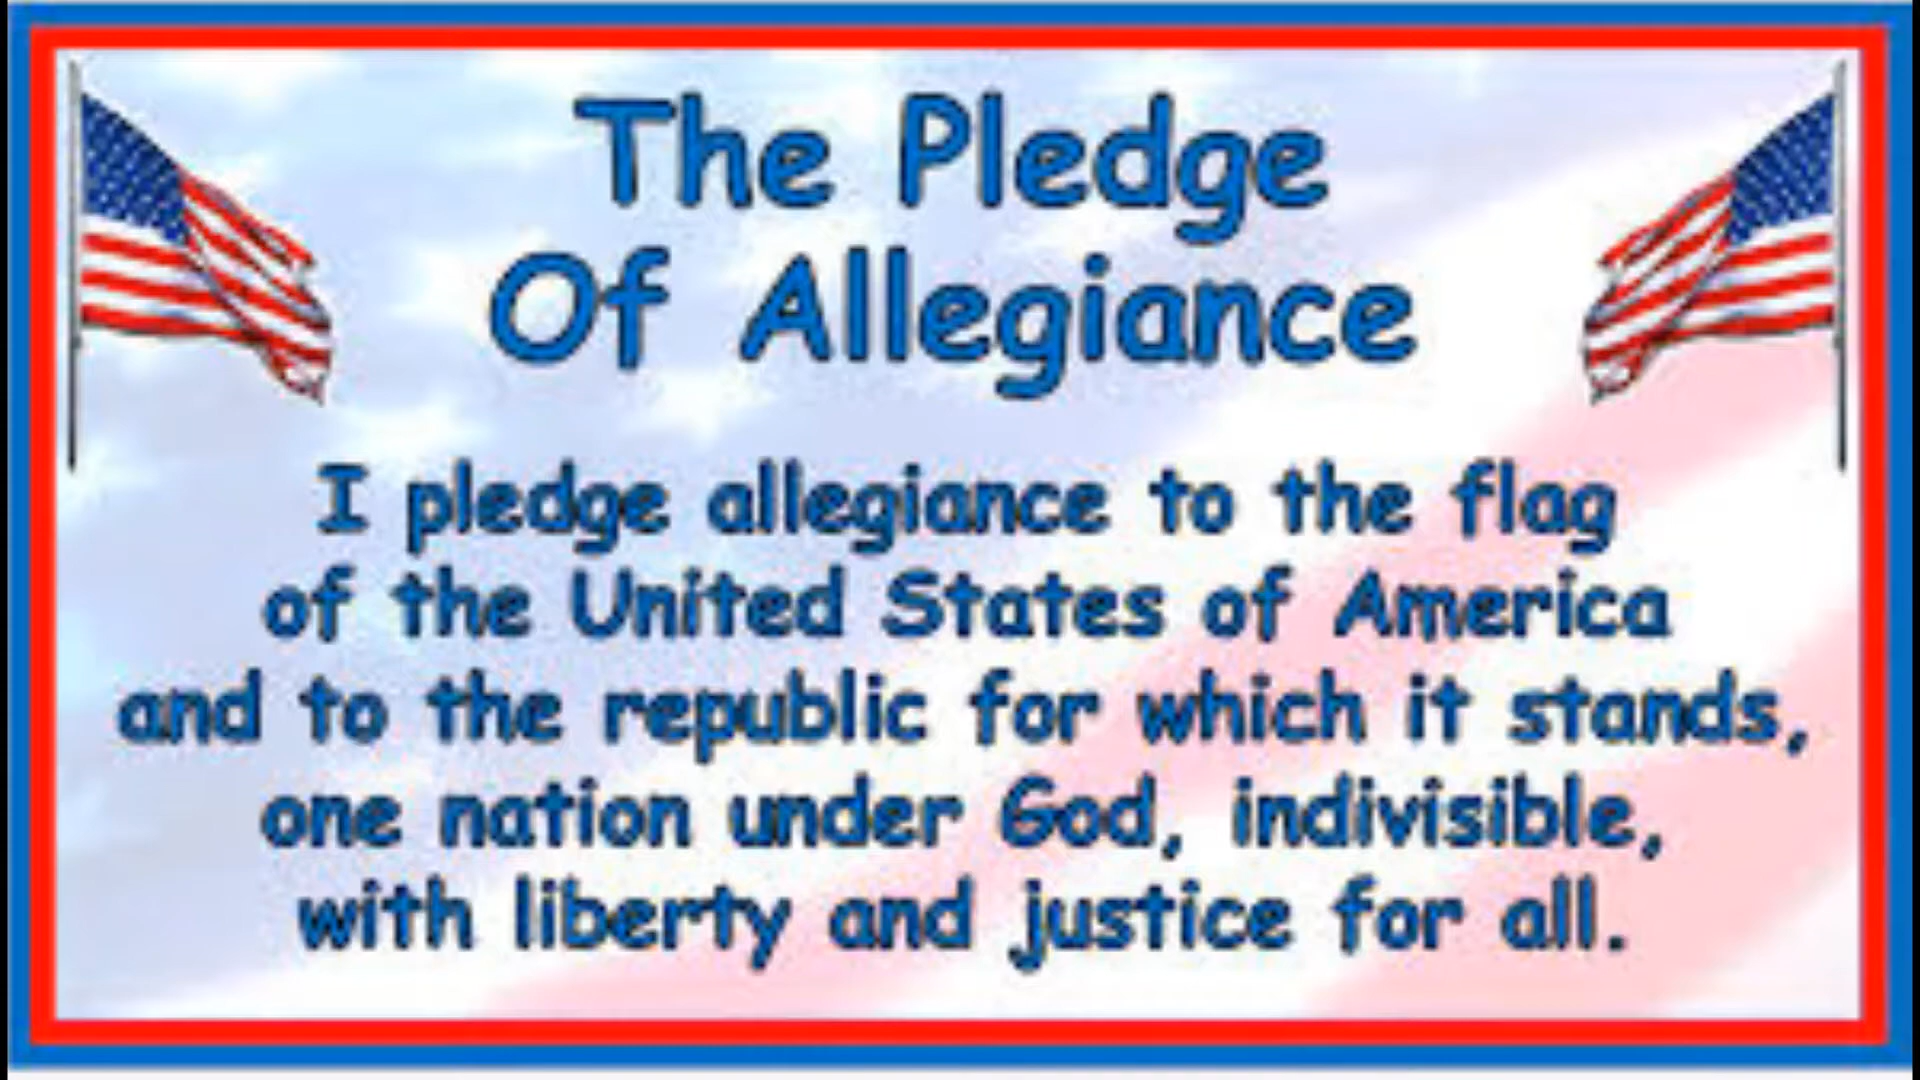 The Pledge
Of Allegiance
I pledge allegiance to the flag
of the United States of America
and to the republic for which it stands,
one nation under God, indivisible,
with liberty and justice for all.